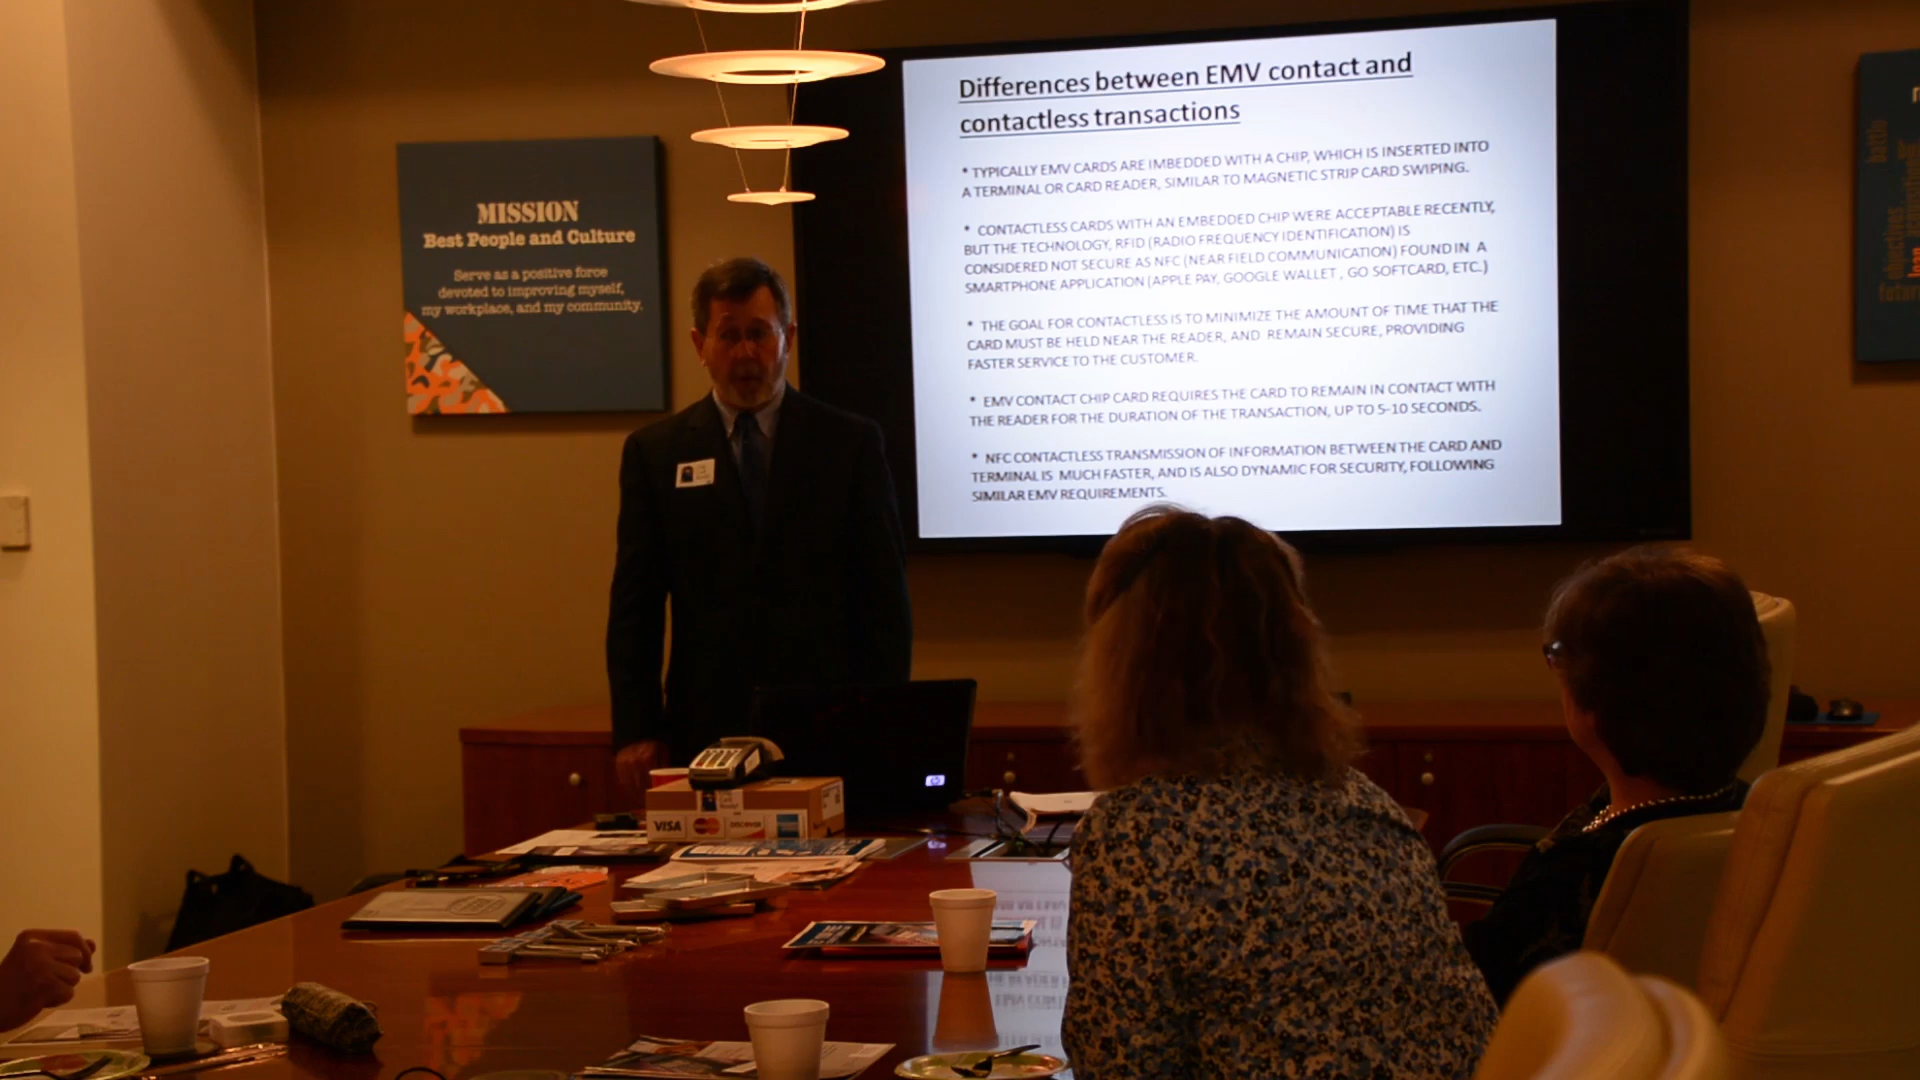 MISSION
Best People and Culture
Serve as a positive force
devoted to improving myself,
my workplace, and my community.
Differences between EMV contact and
contactless transactions
* TYPICALLY EMV CARDS ARE IMBEDDED WITH A CHIP, WHICH IS INSERTED INTO
A TERMINAL OR CARD READER, SIMILAR TO MAGNETIC STRIP CARD SWIPING.
* CONTACTLESS CARDS WITH AN EMBEDDED CHIP WERE ACCEPTABLE RECENTLY,
BUT THE TECHNOLOGY, RFID (RADIO FREQUENCY IDENTIFICATION) IS
CONSIDERED NOT SECURE AS NFC (NEAR FIELD COMMUNICATION) FOUND IN A
SMARTPHONE APPLICATION (APPLE PAY, GOOGLE WALLET , GO SOFTCARD, ETC.)
* THE GOAL FOR CONTACTLESS IS TO MINIMIZE THE AMOUNT OF TIME THAT THE
CARD MUST BE HELD NEAR THE READER, AND REMAIN SECURE, PROVIDING
FASTER SERVICE TO THE CUSTOMER.
* EMV CONTACT CHIP CARD REQUIRES THE CARD TO REMAIN IN CONTACT WITH
THE READER FOR THE DURATION OF THE TRANSACTION, UP TO 5-10 SECONDS.
* NFC CONTACTLESS TRANSMISSION OF INFORMATION BETWEEN THE CARD AND
TERMINAL IS MUCH FASTER, AND IS ALSO DYNAMIC FOR SECURITY, FOLLOWING
SIMILAR EMV REQUIREMENTS.
hp
VISA
DISCOVER